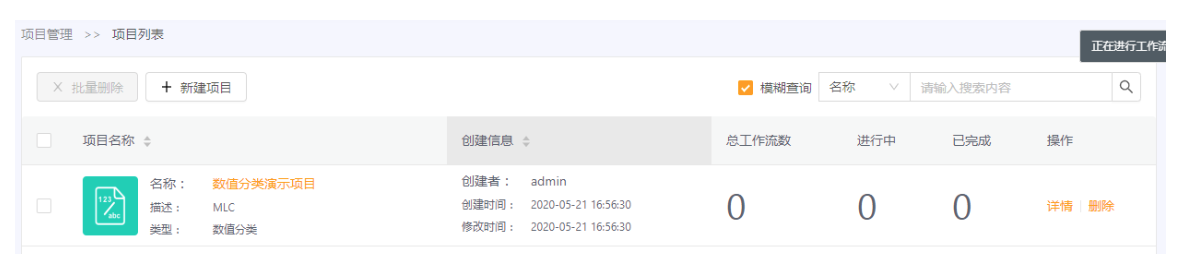 项目管理 >> 项目列表
正在进行工作流
批量删除 新建项目 模糊查询 名称 请输入搜索内容
项目名称 创建信息 总工作流数 进行中 已完成 操作
123 abc
名称： 数值分类演示项目
描述： MLC
类型： 数值分类
创建者： admin
创建时间： 2020-05-21 16:56:30
修改时间： 2020-05-21 16:56:30
0 0 0 详情 删除